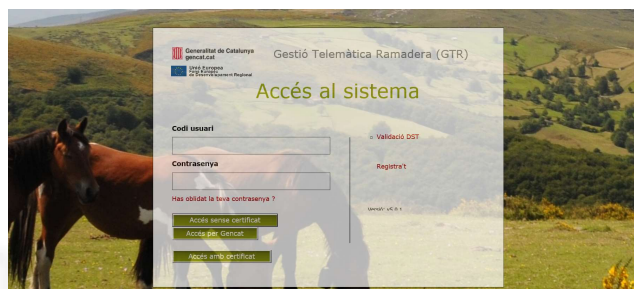 Generalitat de Catalunya
gencat.cat
Gestió Telemàtica Ramadera (GTR)
Unió Europea
Fons Europeu
de Desenvolupament Regional
Accés al sistema
Codi usuari
Validació DST
Contrasenya
Registra't
Has oblidat la teva contrasenya ?
Accés sense certificat
Accés per Gencat
Accés amb certificat